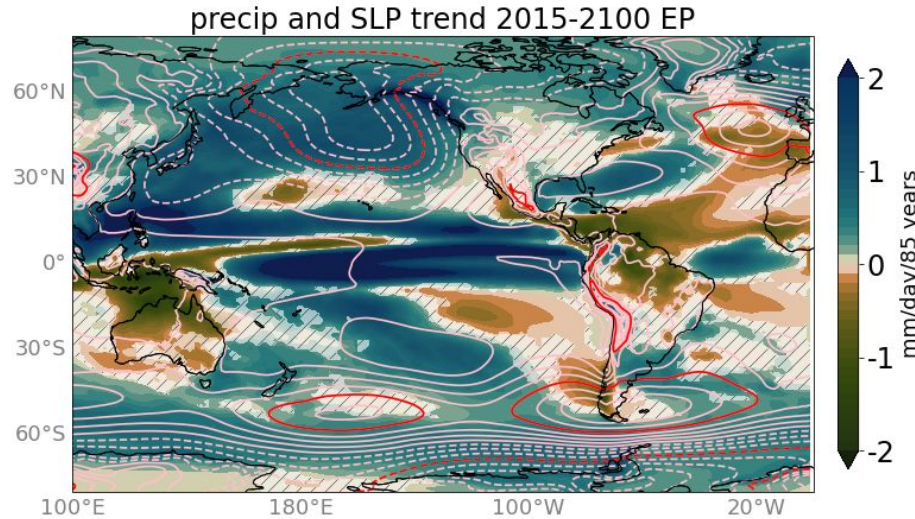 precip and SLP trend 2015-2100 EP
60°N
30°N
0°
30°S
60°S
100°E
180°E
100°W
20°W
2
1
0
-1
-2
mm/day/85 years